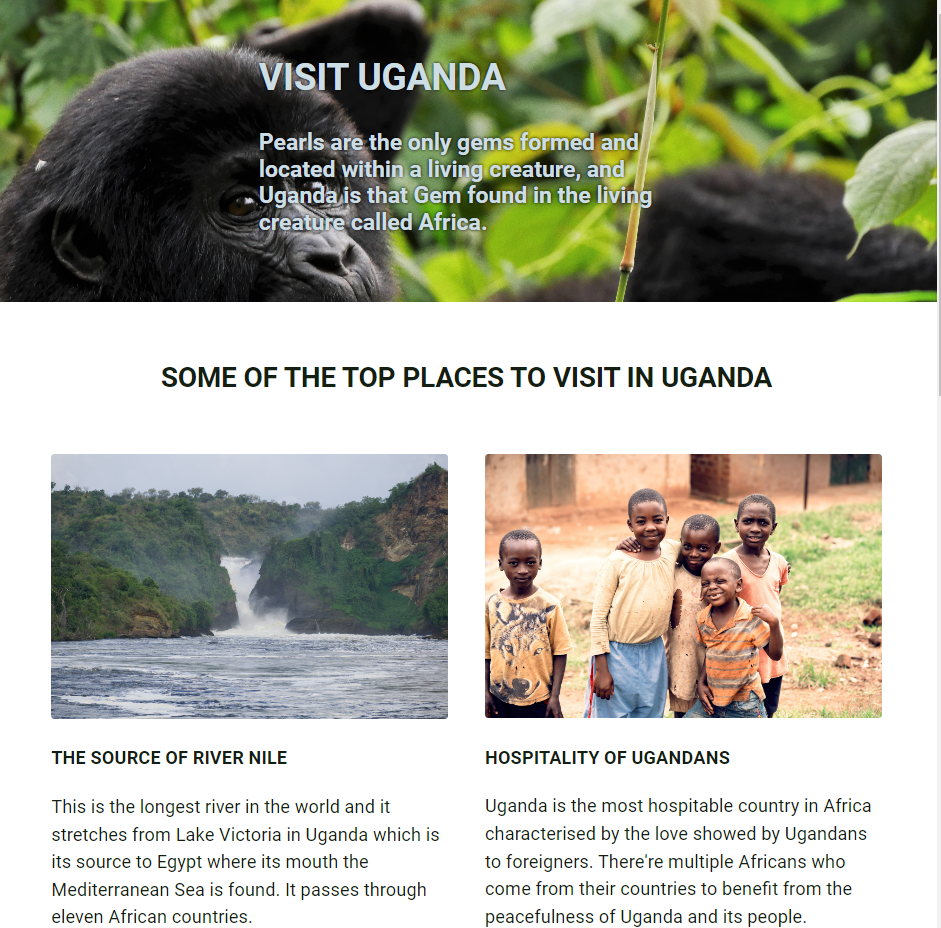 VISIT UGANDA
Pearls are the only gems formed and
located within a living creature, and
Uganda is that Gem found in the living
creature called Africa.
SOME OF THE TOP PLACES TO VISIT IN UGANDA
THE SOURCE OF RIVER NILE
This is the longest river in the world and it
stretches from Lake Victoria in Uganda which is
its source to Egypt where its mouth the
Mediterranean Sea is found. It passes through
eleven African countries.
HOSPITALITY OF UGANDANS
Uganda is the most hospitable country in Africa
characterised by the love showed by Ugandans
to foreigners. There're multiple Africans who
come from their countries to benefit from the
peacefulness of Uganda and its people.